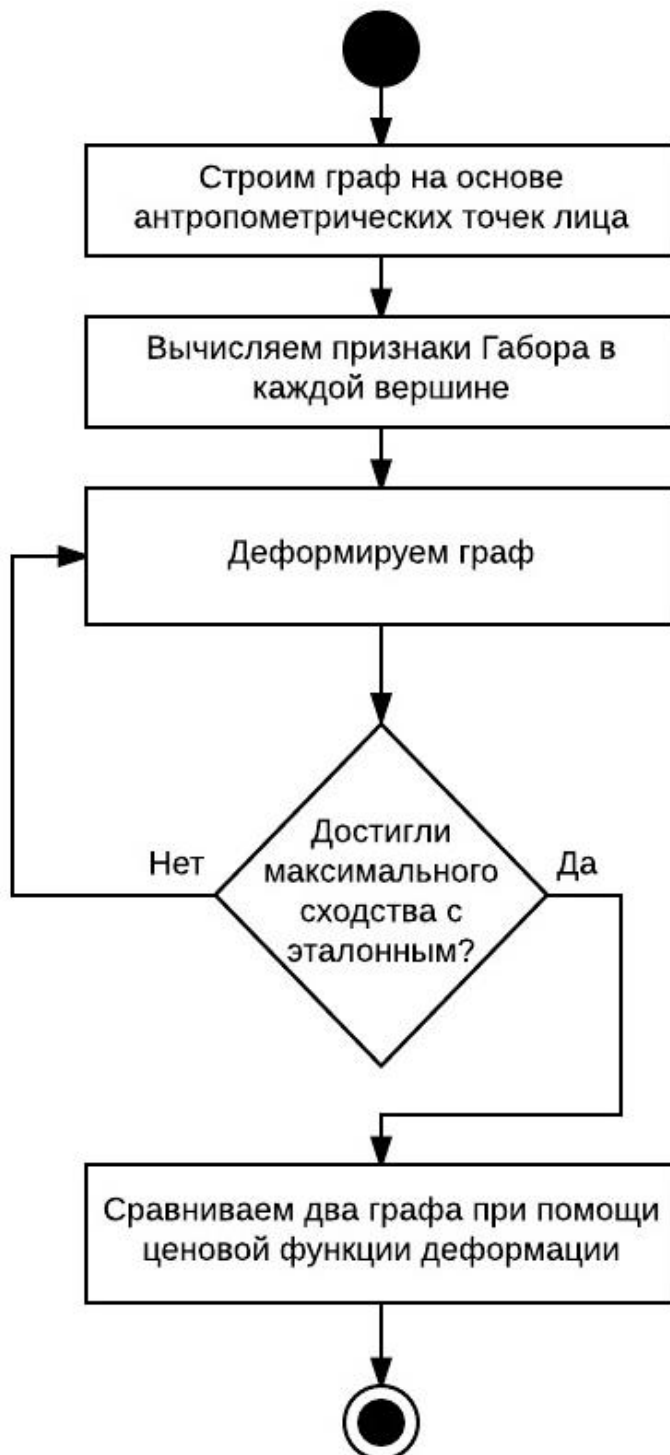 Строим граф на основе
антропометрических точек лица
Вычисляем признаки Габора в
каждой вершине
Деформируем граф
Достигли
максимального
сходства с
эталонным?
Нет
Да
Сравниваем два графа при помощи
ценовой функции деформации